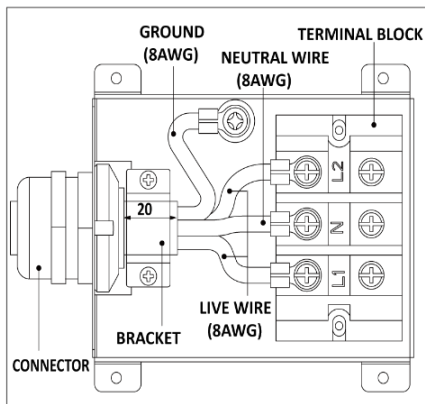 GROUND
(8AWG)
TERMINAL BLOCK
NEUTRAL WIRE
(8AWG)
L2
20
N
L1
LIVE WIRE
(8AWG)
BRACKET
CONNECTOR